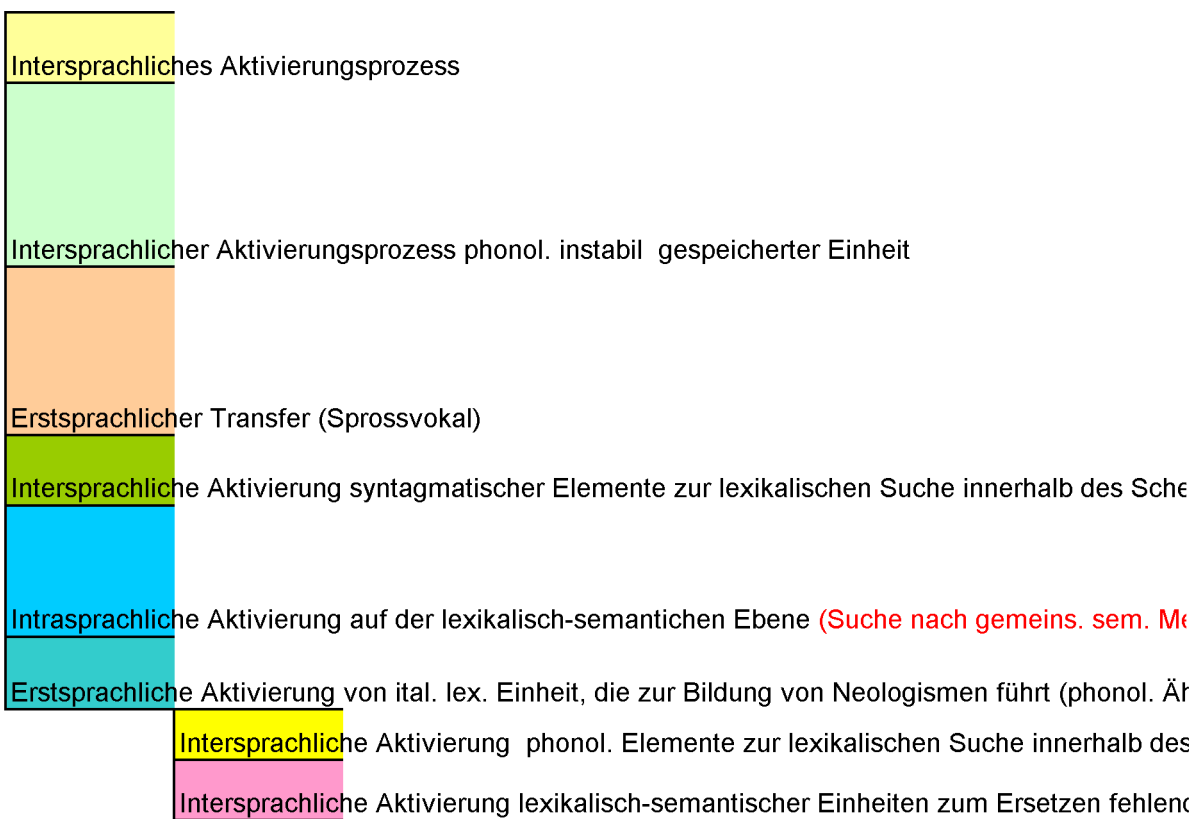 Intersprachliches Aktivierungsprozess
Intersprachlicher Aktivierungsprozess phonol. instabil  gespeicherter Einheit
Erstsprachlicher Transfer (Sprossvokal)
Intersprachliche Aktivierung syntagmatischer Elemente zur lexikalischen Suche innerhalb des
Intrasprachliche Aktivierung auf der lexikalisch-semantichen Ebene (Suche nach gemeins. sem.
Erstsprachliche Aktivierung von ital. lex. Einheit, die zur Bildung von Neologismen führt (phonol.
Intersprachliche Aktivierung  phonol. Elemente zur lexikalischen Suche innerhalb des
Intersprachliche Aktivierung lexikalisch-semantischer Einheiten zum Ersetzen